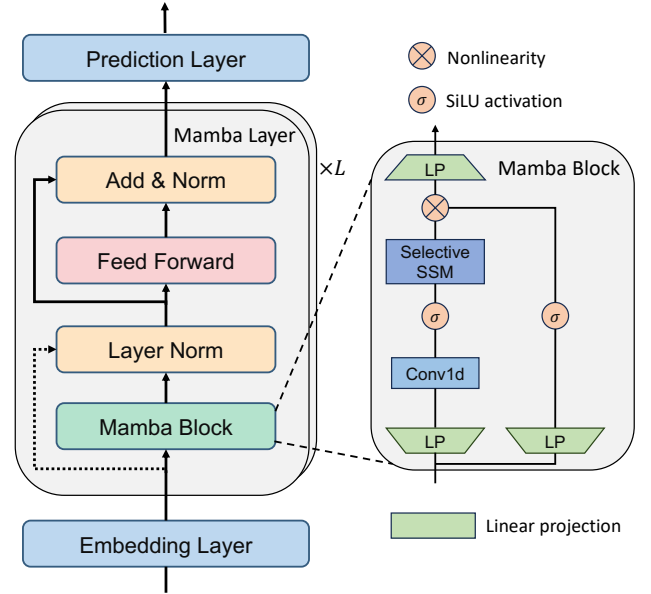 Prediction Layer
Mamba Layer
×L
Add & Norm
Feed Forward
Layer Norm
Mamba Block
Embedding Layer
Nonlinearity
σ
SiLU activation
Mamba Block
LP
Selective
SSM
σ
σ
Conv1d
LP
LP
Linear projection